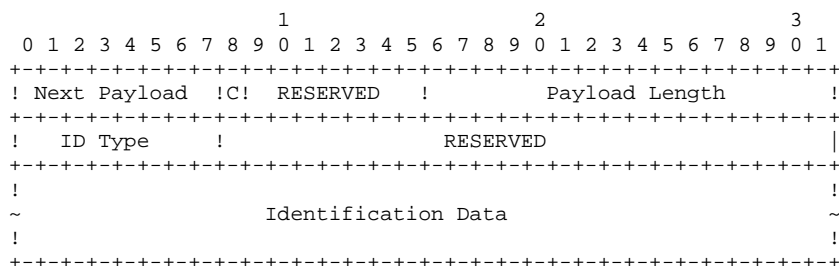 1                   2                   3
 0 1 2 3 4 5 6 7 8 9 0 1 2 3 4 5 6 7 8 9 0 1 2 3 4 5 6 7 8 9 0 1
+-+-+-+-+-+-+-+-+-+-+-+-+-+-+-+-+-+-+-+-+-+-+-+-+-+-+-+-+-+-+-+-+
! Next Payload  !C!  RESERVED   !         Payload Length        !
+-+-+-+-+-+-+-+-+-+-+-+-+-+-+-+-+-+-+-+-+-+-+-+-+-+-+-+-+-+-+-+-+
!   ID Type     !                 RESERVED                      |
+-+-+-+-+-+-+-+-+-+-+-+-+-+-+-+-+-+-+-+-+-+-+-+-+-+-+-+-+-+-+-+-+
!                                                               !
~                   Identification Data                         ~
!                                                               !
+-+-+-+-+-+-+-+-+-+-+-+-+-+-+-+-+-+-+-+-+-+-+-+-+-+-+-+-+-+-+-+-+